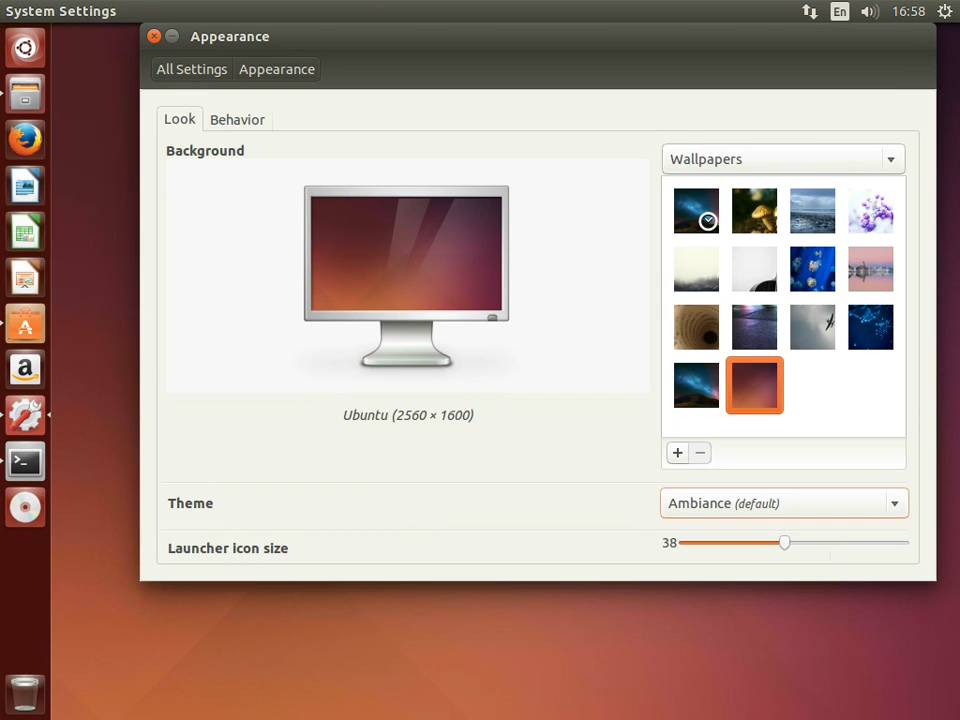 System Settings
En
16:58
Appearance
All Settings
Appearance
Look
Behavior
Background
Wallpapers
Ubuntu (2560 × 1600)
Theme
Ambiance (default)
Launcher icon size
38